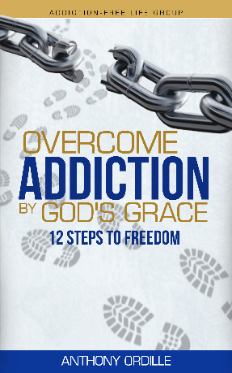 ADDICTION-FREE LIFE GROUP
OVERCOME
ADDICTION
BY GOD'S GRACE
12 STEPS TO FREEDOM
ANTHONY ORDILLE